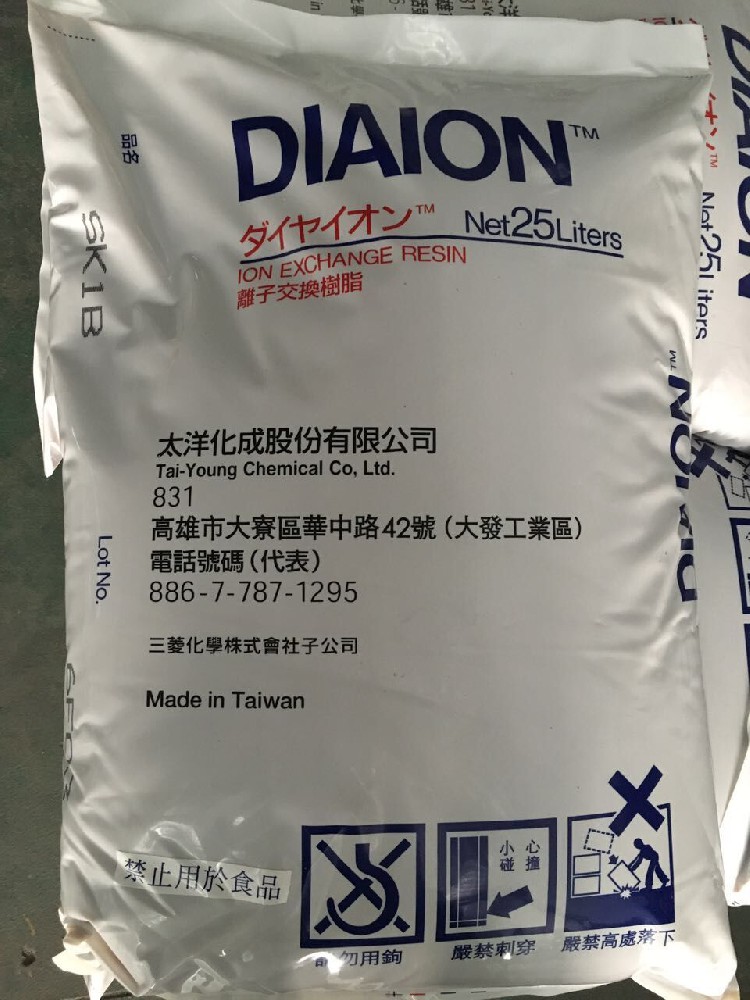 品名
SK1B
DIAION™
ダイヤイオン™ Net25Liters
ION EXCHANGE RESIN
離子交換樹脂
太洋化成股份有限公司
Tai-Young Chemical Co, Ltd.
831
高雄市大寮區華中路42號（大發工業區）
電話號碼（代表）
886-7-787-1295
三菱化學株式會社子公司
Made in Taiwan
Lot No.
禁止用於食品
小心
碰撞
勿用鉤
嚴禁刺穿
嚴禁高處落下
DIAION™
Net25Liters